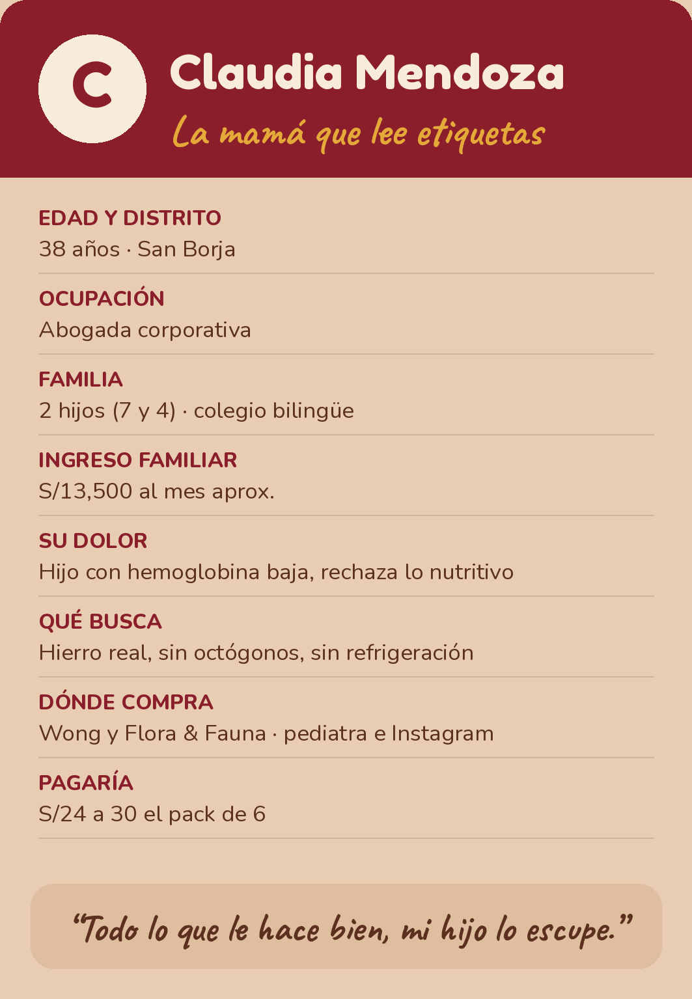 C
Claudia Mendoza
La mamá que lee etiquetas
EDAD Y DISTRITO
38 años · San Borja
OCUPACIÓN
Abogada corporativa
FAMILIA
2 hijos (7 y 4) · colegio bilingüe
INGRESO FAMILIAR
S/13,500 al mes aprox.
SU DOLOR
Hijo con hemoglobina baja, rechaza lo nutritivo
QUÉ BUSCA
Hierro real, sin octógonos, sin refrigeración
DÓNDE COMPRA
Wong y Flora & Fauna · pediatra e Instagram
PAGARÍA
S/24 a 30 el pack de 6
“Todo lo que le hace bien, mi hijo lo escupe.”